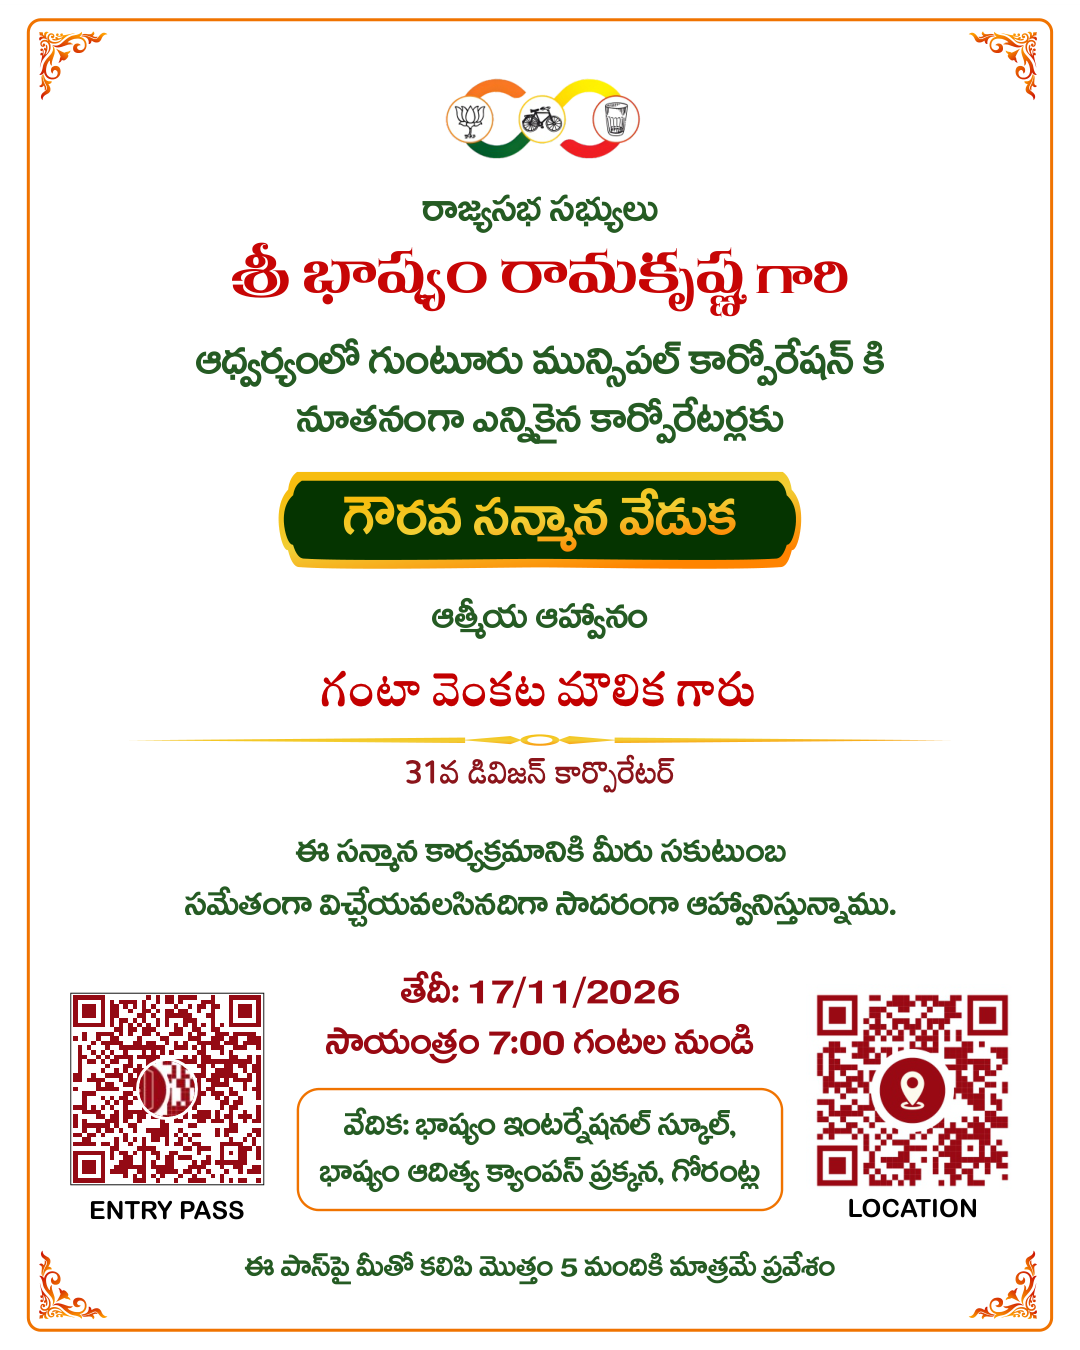 రాజ్యసభ సభ్యులు
శ్రీ భాష్యం రామకృష్ణ గారి
ఆధ్వర్యంలో గుంటూరు మున్సిపల్ కార్పోరేషన్ కి
నూతనంగా ఎన్నికైన కార్పోరేటర్లకు
గౌరవ సన్మాన వేడుక
ఆత్మీయ ఆహ్వానం
గంటా వెంకట మౌలిక గారు
31వ డివిజన్ కార్పొరేటర్
ఈ సన్మాన కార్యక్రమానికి మీరు సకుటుంబ
సమేతంగా విచ్చేయవలసినదిగా సాదరంగా ఆహ్వానిస్తున్నాము.
తేదీ: 17/11/2026
సాయంత్రం 7:00 గంటల నుండి
వేదిక: భాష్యం ఇంటర్నేషనల్ స్కూల్,
భాష్యం ఆదిత్య క్యాంపస్ ప్రక్కన, గోరంట్ల
ENTRY PASS
LOCATION
ఈ పాస్‌పై మీతో కలిపి మొత్తం 5 మందికి మాత్రమే ప్రవేశం